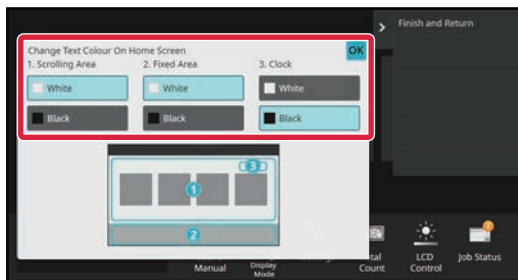 Finish and Return
Change Text Colour On Home Screen
OK
1. Scrolling Area
2. Fixed Area
3. Clock
White
White
White
Black
Black
Black
3
1
2
Manual
Display
Mode
Count
LCD
Control
Job Status